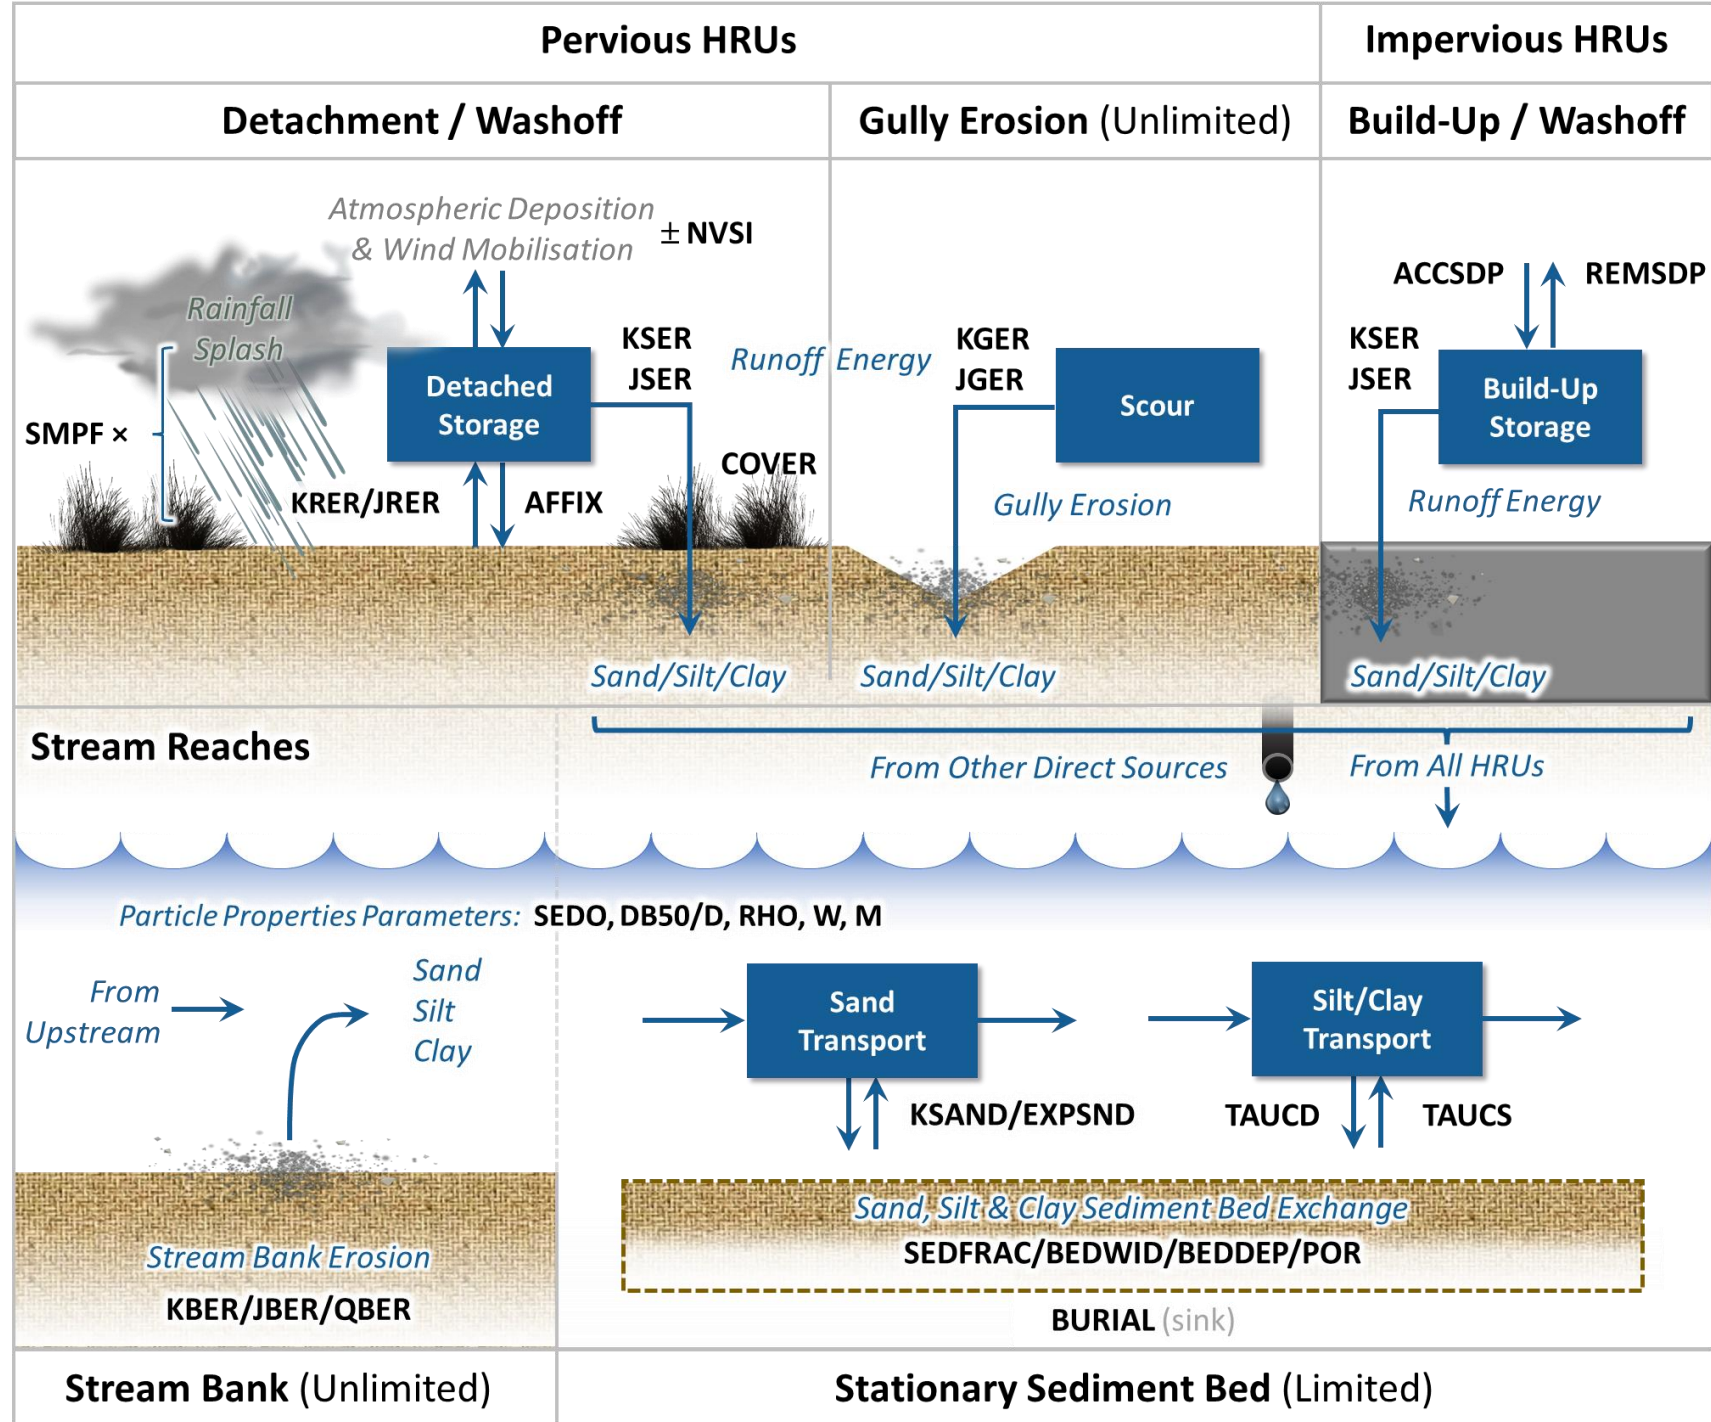 Pervious HRUs
Impervious HRUs
Detachment / Washoff
Gully Erosion (Unlimited)
Build-Up / Washoff
Atmospheric Deposition
& Wind Mobilisation
± NVSI
Rainfall
Splash
SMPF ×
Detached
Storage
KSER
JSER
KRER/JRER
AFFIX
COVER
Runoff Energy
KGER
JGER
Scour
Gully Erosion
ACCSDP
REMSDP
KSER
JSER
Build-Up
Storage
Runoff Energy
Sand/Silt/Clay
Sand/Silt/Clay
Sand/Silt/Clay
Stream Reaches
From Other Direct Sources
From All HRUs
Particle Properties Parameters: SEDO, DB50/D, RHO, W, M
From
Upstream
Sand
Silt
Clay
Sand
Transport
Silt/Clay
Transport
KSAND/EXPSND
TAUCD
TAUCS
Stream Bank Erosion
KBER/JBER/QBER
Sand, Silt & Clay Sediment Bed Exchange
SEDFRAC/BEDWID/BEDDEP/POR
BURIAL (sink)
Stream Bank (Unlimited)
Stationary Sediment Bed (Limited)